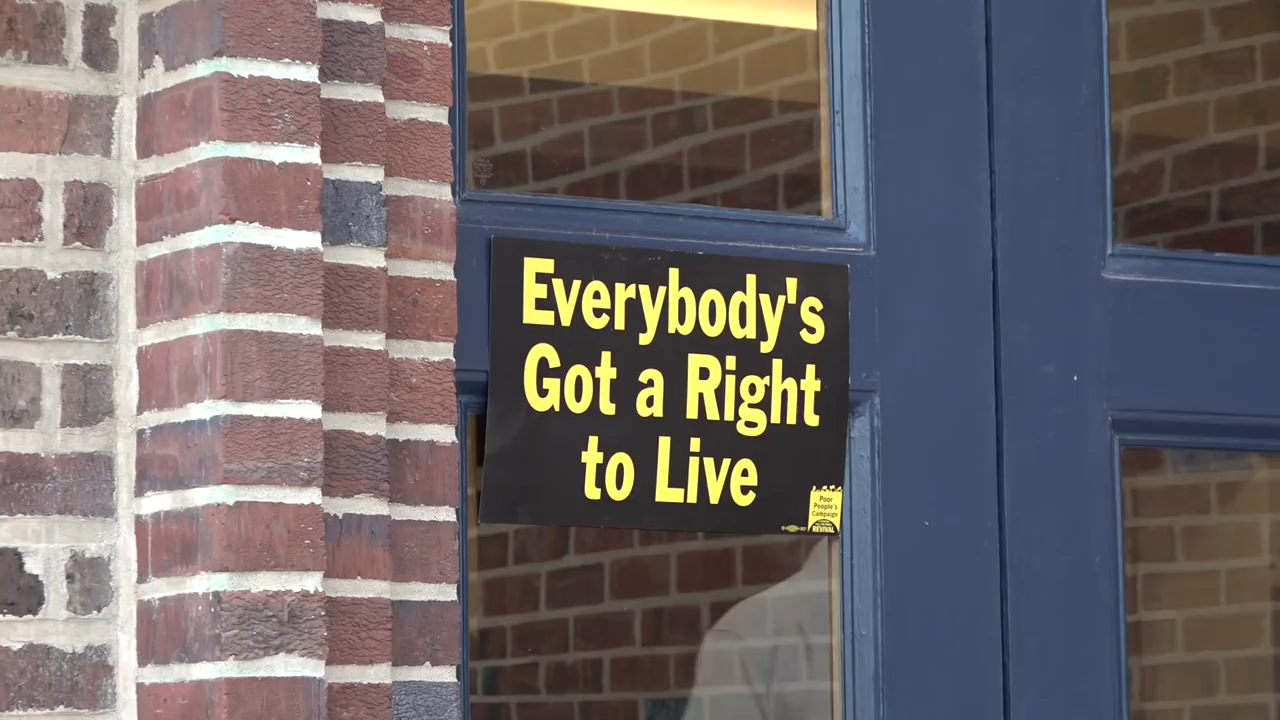 Everybody's
Got a Right
to Live
Poor
People's
Campaign
REVIVAL